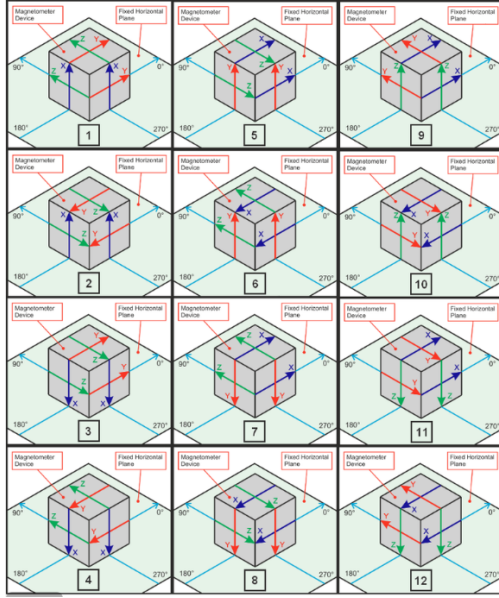 Magnetometer
Device
Fixed Horizontal
Plane
Z Y
90° X X 0°
Z Y
180° 1 270°
Magnetometer
Device
Fixed Horizontal
Plane
X Z
90° Y Y 0°
Z X
180° 5 270°
Magnetometer
Device
Fixed Horizontal
Plane
Y X
90° Z Z 0°
Y X
180° 9 270°
Magnetometer
Device
Fixed Horizontal
Plane
Y Z
90° X X 0°
Z Y
180° 2 270°
Magnetometer
Device
Fixed Horizontal
Plane
Z X
90° Y Y 0°
Z X
180° 6 270°
Magnetometer
Device
Fixed Horizontal
Plane
X Y
90° Z Z 0°
Y X
180° 10 270°
Magnetometer
Device
Fixed Horizontal
Plane
Y Z
90° 0°
Z Y
X X
180° 3 270°
Magnetometer
Device
Fixed Horizontal
Plane
Z X
90° 0°
Z X
Y Y
180° 7 270°
Magnetometer
Device
Fixed Horizontal
Plane
X Y
90° 0°
Y X
Z Z
180° 11 270°
Magnetometer
Device
Fixed Horizontal
Plane
Z Y
90° 0°
Z Y
X X
180° 4 270°
Magnetometer
Device
Fixed Horizontal
Plane
X Z
90° 0°
Z X
Y Y
180° 8 270°
Magnetometer
Device
Fixed Horizontal
Plane
Y X
90° 0°
Y X
Z Z
180° 12 270°